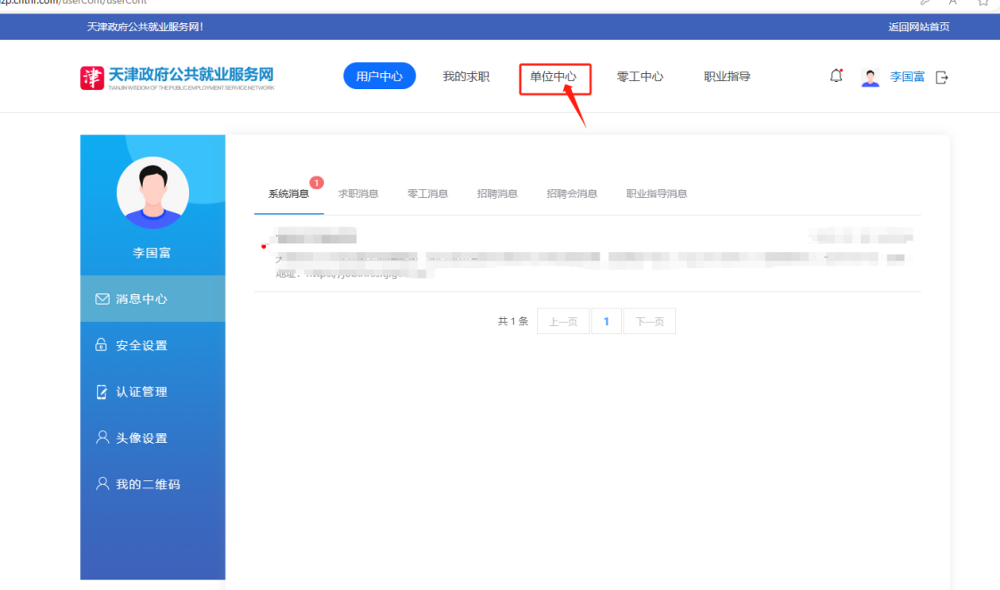 zp.cnthr.com/userCont/userCont
天津政府公共就业服务网! 返回网站首页
津 天津政府公共就业服务网 用户中心 我的求职 单位中心 零工中心 职业指导 李国富
TIANJIN WISDOM OF THE PUBLIC EMPLOYMENT SERVICE NETWORK
系统消息 1 求职消息 零工消息 招聘消息 招聘会消息 职业指导消息
李国富
地址:
消息中心
共 1 条 上一页 1 下一页
安全设置
认证管理
头像设置
我的二维码